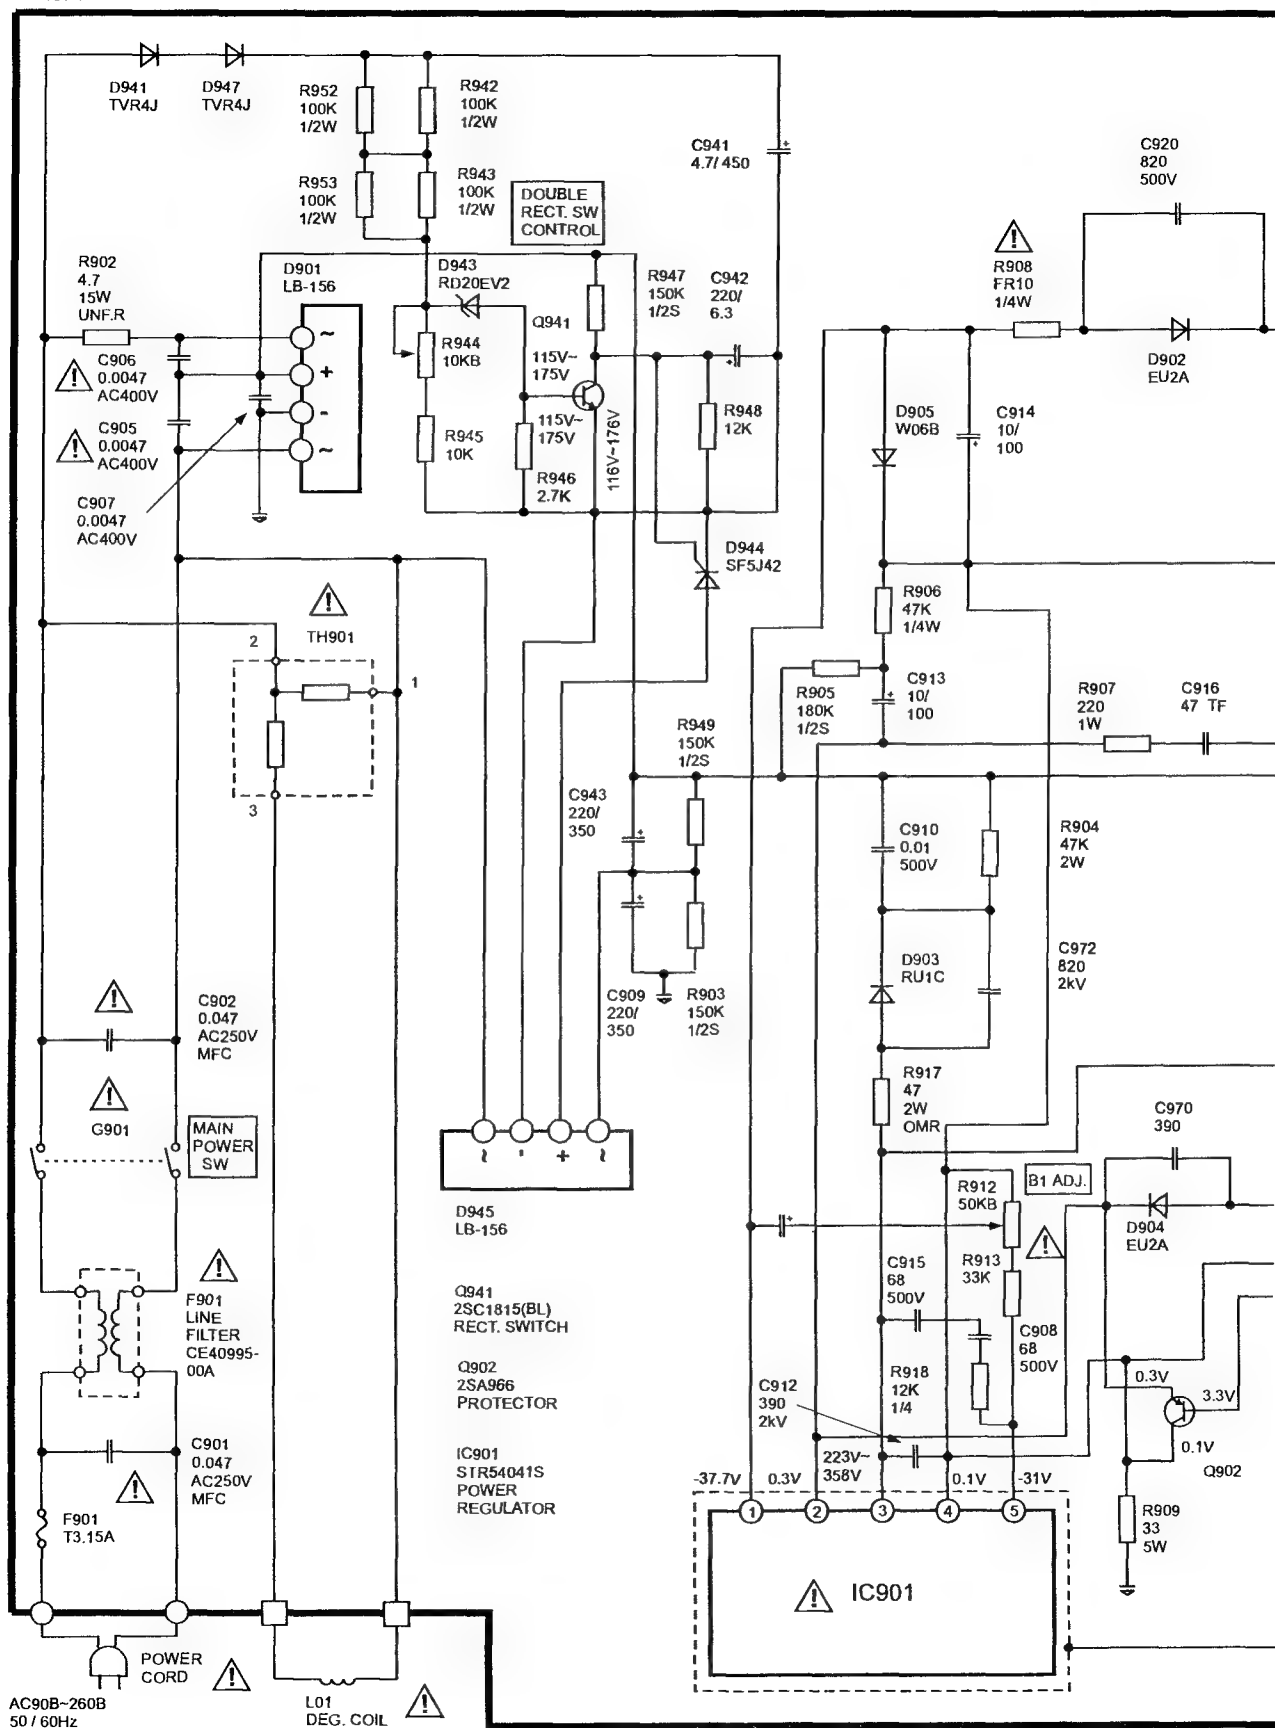 D941
TVR4J
D947
TVR4J
R952
100K
1/2W
R942
100K
1/2W
R953
100K
1/2W
R943
100K
1/2W
DOUBLE
RECT. SW
CONTROL
C941
4.7/ 450
C920
820
500V
R902
4.7
15W
UNF.R
D901
LB-156
D943
RD20EV2
R947
150K
1/2S
C942
220/
6.3
R908
FR10
1/4W
C906
0.0047
AC400V
R944
10KB
Q941
115V~
175V
D902
EU2A
C905
0.0047
AC400V
R945
10K
115V~
175V
116V~176V
R948
12K
D905
W06B
C914
10/
100
C907
0.0047
AC400V
R946
2.7K
D944
SF5J42
~
+
-
~
TH901
2
1
3
R906
47K
1/4W
R905
180K
1/2S
C913
10/
100
R907
220
1W
C916
47 TF
R949
150K
1/2S
C943
220/
350
C910
0.01
500V
R904
47K
2W
C909
220/
350
R903
150K
1/2S
D903
RU1C
C972
820
2kV
C902
0.047
AC250V
MFC
G901
MAIN
POWER
SW
~
-
+
~
D945
LB-156
R917
47
2W
OMR
C970
390
R912
50KB
B1 ADJ.
D904
EU2A
R913
33K
C915
68
500V
C908
68
500V
R918
12K
1/4
C912
390
2kV
F901
LINE
FILTER
CE40995-
00A
Q941
2SC1815(BL)
RECT. SWITCH
Q902
2SA966
PROTECTOR
IC901
STR54041S
POWER
REGULATOR
0.3V
3.3V
0.1V
Q902
C901
0.047
AC250V
MFC
F901
T3.15A
-37.7V
0.3V
223V~
358V
0.1V
-31V
1
2
3
4
5
R909
33
5W
IC901
POWER
CORD
AC90B~260B
50 / 60Hz
L01
DEG. COIL